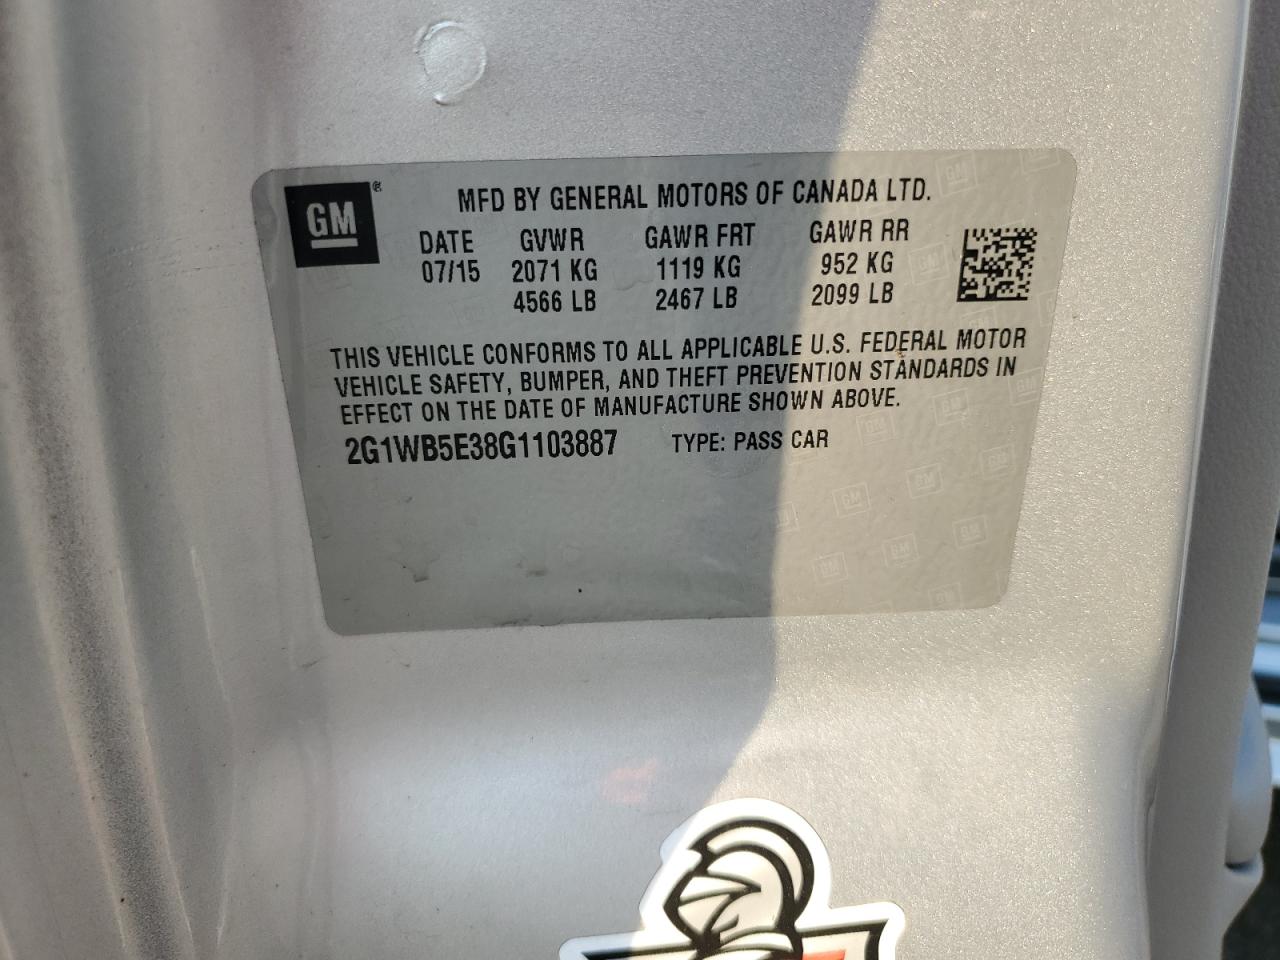 GM®
MFD BY GENERAL MOTORS OF CANADA LTD.
DATE GVWR GAWR FRT GAWR RR
07/15 2071 KG 1119 KG 952 KG
4566 LB 2467 LB 2099 LB
THIS VEHICLE CONFORMS TO ALL APPLICABLE U.S. FEDERAL MOTOR
VEHICLE SAFETY, BUMPER, AND THEFT PREVENTION STANDARDS IN
EFFECT ON THE DATE OF MANUFACTURE SHOWN ABOVE.
2G1WB5E38G1103887 TYPE: PASS CAR